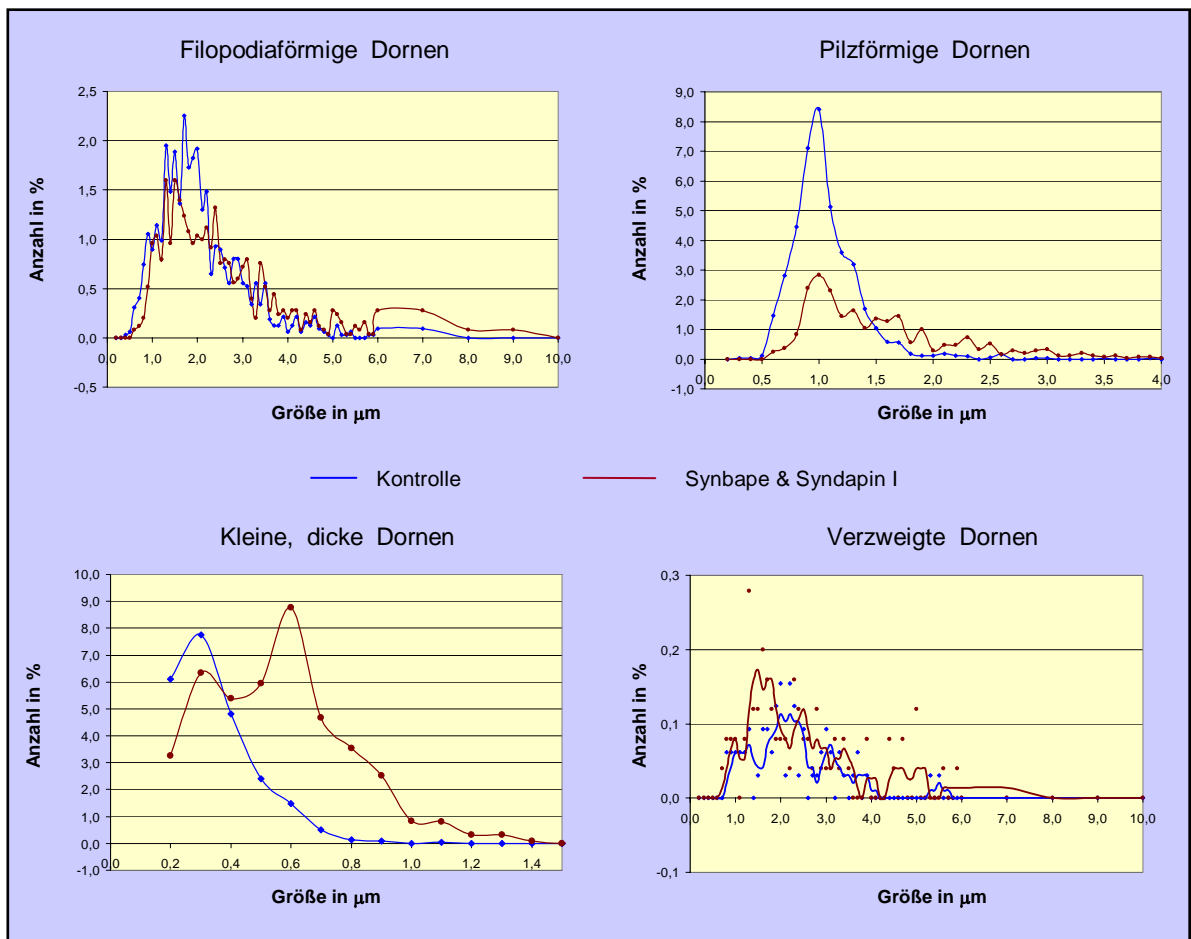 Filopodiaförmige Dornen
Anzahl in %
2,5
2,0
1,5
1,0
0,5
0,0
-0,5
0,0 1,0 2,0 3,0 4,0 5,0 6,0 7,0 8,0 9,0 10,0
Größe in μm
Pilzförmige Dornen
Anzahl in %
9,0
8,0
7,0
6,0
5,0
4,0
3,0
2,0
1,0
0,0
-1,0
0,0 0,5 1,0 1,5 2,0 2,5 3,0 3,5 4,0
Größe in μm
Kontrolle
Synbape & Syndapin I
Kleine, dicke Dornen
Anzahl in %
10,0
9,0
8,0
7,0
6,0
5,0
4,0
3,0
2,0
1,0
0,0
-1,0
0,0 0,2 0,4 0,6 0,8 1,0 1,2 1,4
Größe in μm
Verzweigte Dornen
Anzahl in %
0,3
0,2
0,1
0,0
-0,1
0,0 1,0 2,0 3,0 4,0 5,0 6,0 7,0 8,0 9,0 10,0
Größe in μm